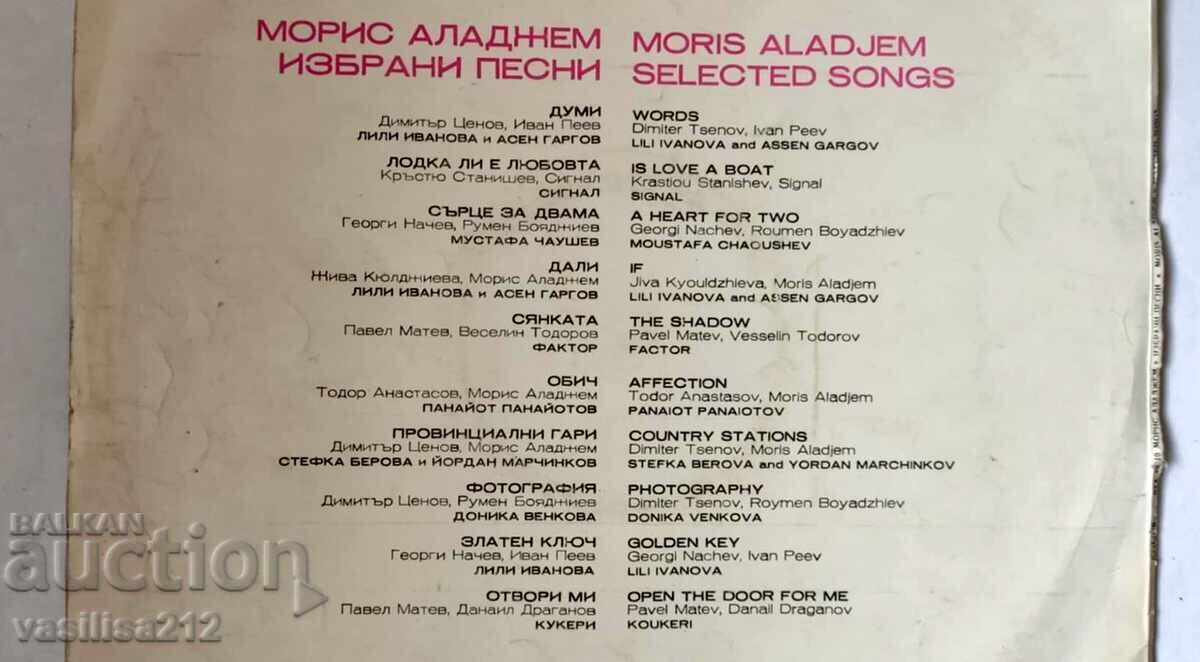 МОРИС АЛАДЖЕМ
ИЗБРАНИ ПЕСНИ
ДУМИ
Димитър Ценов, Иван Пеев
ЛИЛИ ИВАНОВА и АСЕН ГАРГОВ
ЛОДКА ЛИ Е ЛЮБОВТА
Кръстю Станишев, Сигнал
СИГНАЛ
СЪРЦЕ ЗА ДВАМА
Георги Начев, Румен Бояджиев
МУСТАФА ЧАУШЕВ
ДАЛИ
Жива Кюлджиева, Морис Аладжем
ЛИЛИ ИВАНОВА и АСЕН ГАРГОВ
СЯНКАТА
Павел Матев, Веселин Тодоров
ФАКТОР
ОБИЧ
Тодор Анастасов, Морис Аладжем
ПАНАЙОТ ПАНАЙОТОВ
ПРОВИНЦИАЛНИ ГАРИ
Димитър Ценов, Морис Аладжем
СТЕФКА БЕРОВА и ЙОРДАН МАРЧИНКОВ
ФОТОГРАФИЯ
Димитър Ценов, Румен Бояджиев
ДОНИКА ВЕНКОВА
ЗЛАТЕН КЛЮЧ
Георги Начев, Иван Пеев
ЛИЛИ ИВАНОВА
ОТВОРИ МИ
Павел Матев, Данаил Драганов
КУКЕРИ
MORIS ALADJEM
SELECTED SONGS
WORDS
Dimiter Tsenov, Ivan Peev
LILI IVANOVA and ASSEN GARGOV
IS LOVE A BOAT
Krastiou Stanishev, Signal
SIGNAL
A HEART FOR TWO
Georgi Nachev, Roumen Boyadzhiev
MOUSTAFA CHAOUSHEV
IF
Jiva Kyouldzhieva, Moris Aladjem
LILI IVANOVA and ASSEN GARGOV
THE SHADOW
Pavel Matev, Vesselin Todorov
FACTOR
AFFECTION
Todor Anastasov, Moris Aladjem
PANAIOT PANAIOTOV
COUNTRY STATIONS
Dimiter Tsenov, Moris Aladjem
STEFKA BEROVA and YORDAN MARCHINKOV
PHOTOGRAPHY
Dimiter Tsenov, Roymen Boyadzhiev
DONIKA VENKOVA
GOLDEN KEY
Georgi Nachev, Ivan Peev
LILI IVANOVA
OPEN THE DOOR FOR ME
Pavel Matev, Danail Draganov
KOUKERI
МОРИС АЛАДЖЕМ • ИЗБРАНИ ПЕСНИ • MORIS
BALKAN
auction
vasilisa212